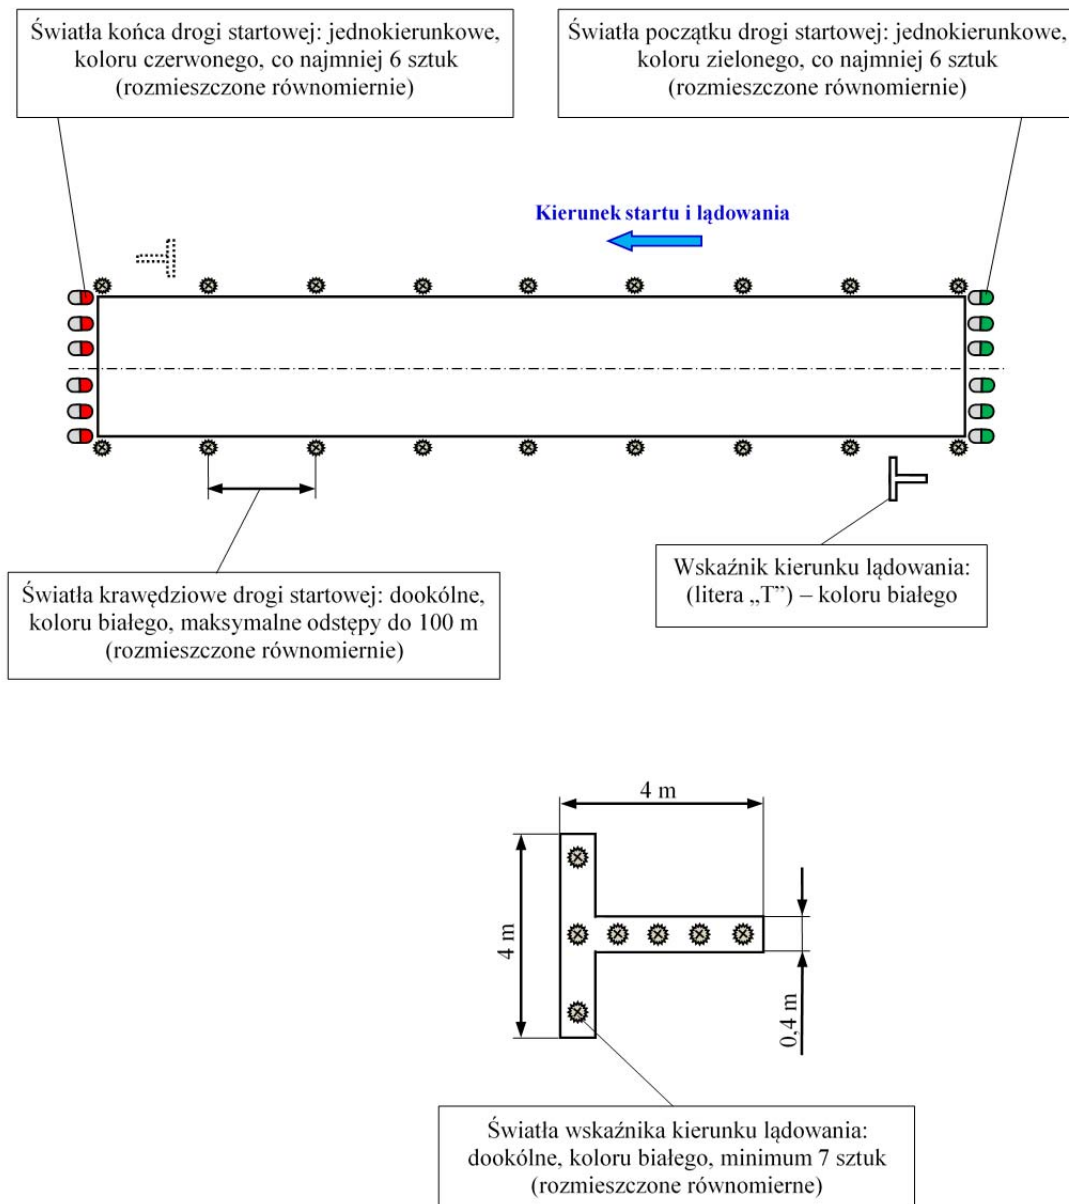 Światła końca drogi startowej: jednokierunkowe,
koloru czerwonego, co najmniej 6 sztuk
(rozmieszczone równomiernie)
Światła początku drogi startowej: jednokierunkowe,
koloru zielonego, co najmniej 6 sztuk
(rozmieszczone równomiernie)
Kierunek startu i lądowania
Światła krawędziowe drogi startowej: dookólne,
koloru białego, maksymalne odstępy do 100 m
(rozmieszczone równomiernie)
Wskaźnik kierunku lądowania:
(litera „T”) – koloru białego
4 m
4 m
0,4 m
Światła wskaźnika kierunku lądowania:
dookólne, koloru białego, minimum 7 sztuk
(rozmieszczone równomierne)